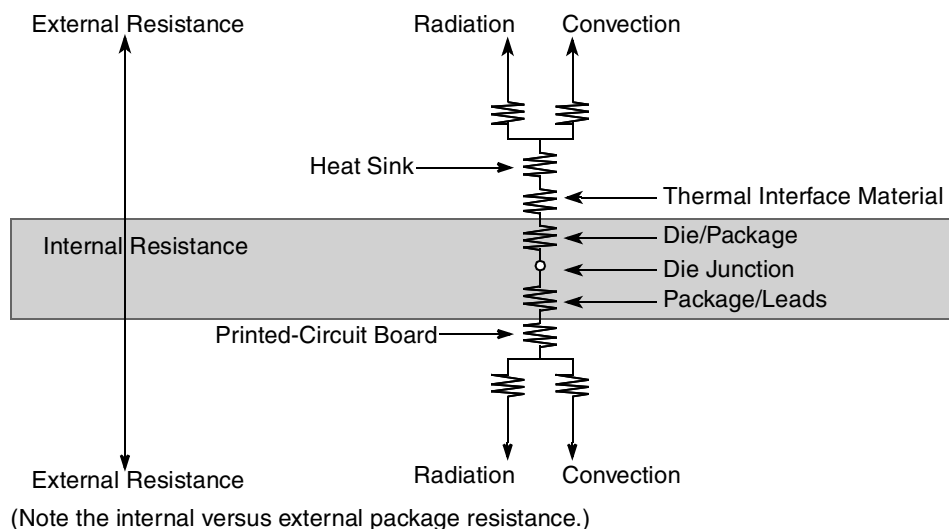 External Resistance
Radiation
Convection
Heat Sink
Thermal Interface Material
Internal Resistance
Die/Package
Die Junction
Package/Leads
Printed-Circuit Board
External Resistance
Radiation
Convection
(Note the internal versus external package resistance.)